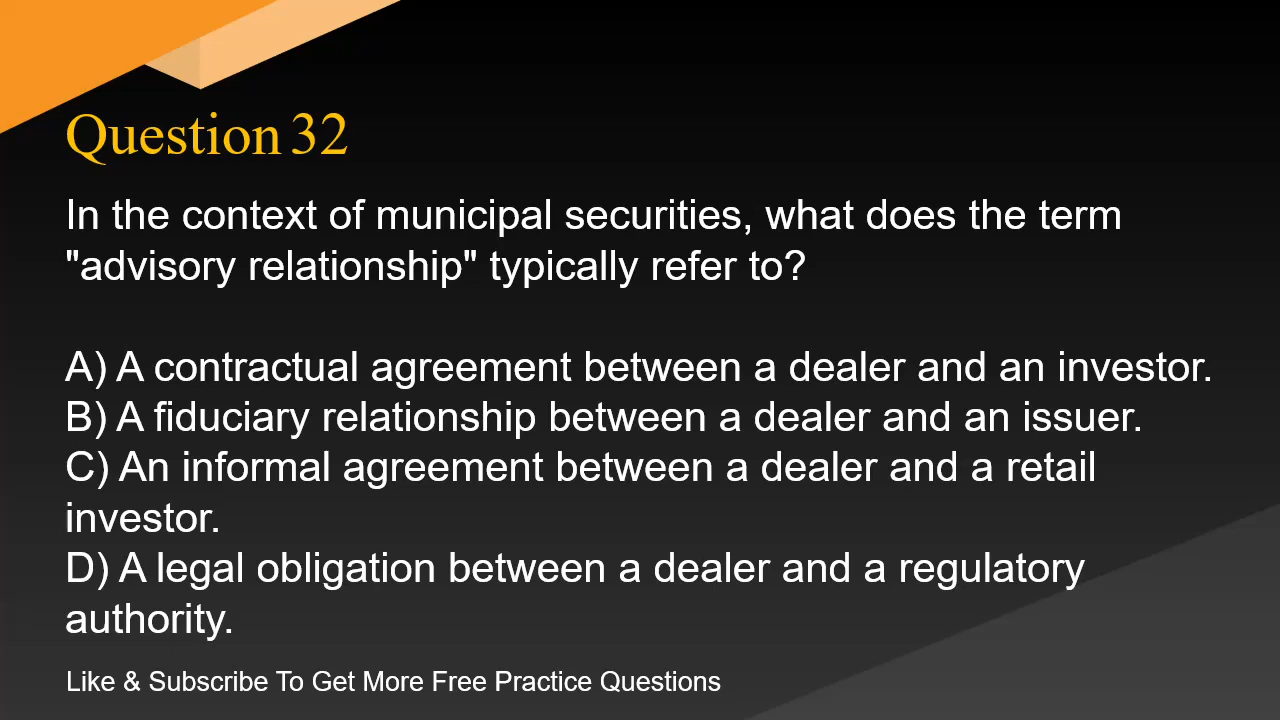 Question 32
In the context of municipal securities, what does the term
"advisory relationship" typically refer to?
A) A contractual agreement between a dealer and an investor.
B) A fiduciary relationship between a dealer and an issuer.
C) An informal agreement between a dealer and a retail
investor.
D) A legal obligation between a dealer and a regulatory
authority.
Like & Subscribe To Get More Free Practice Questions